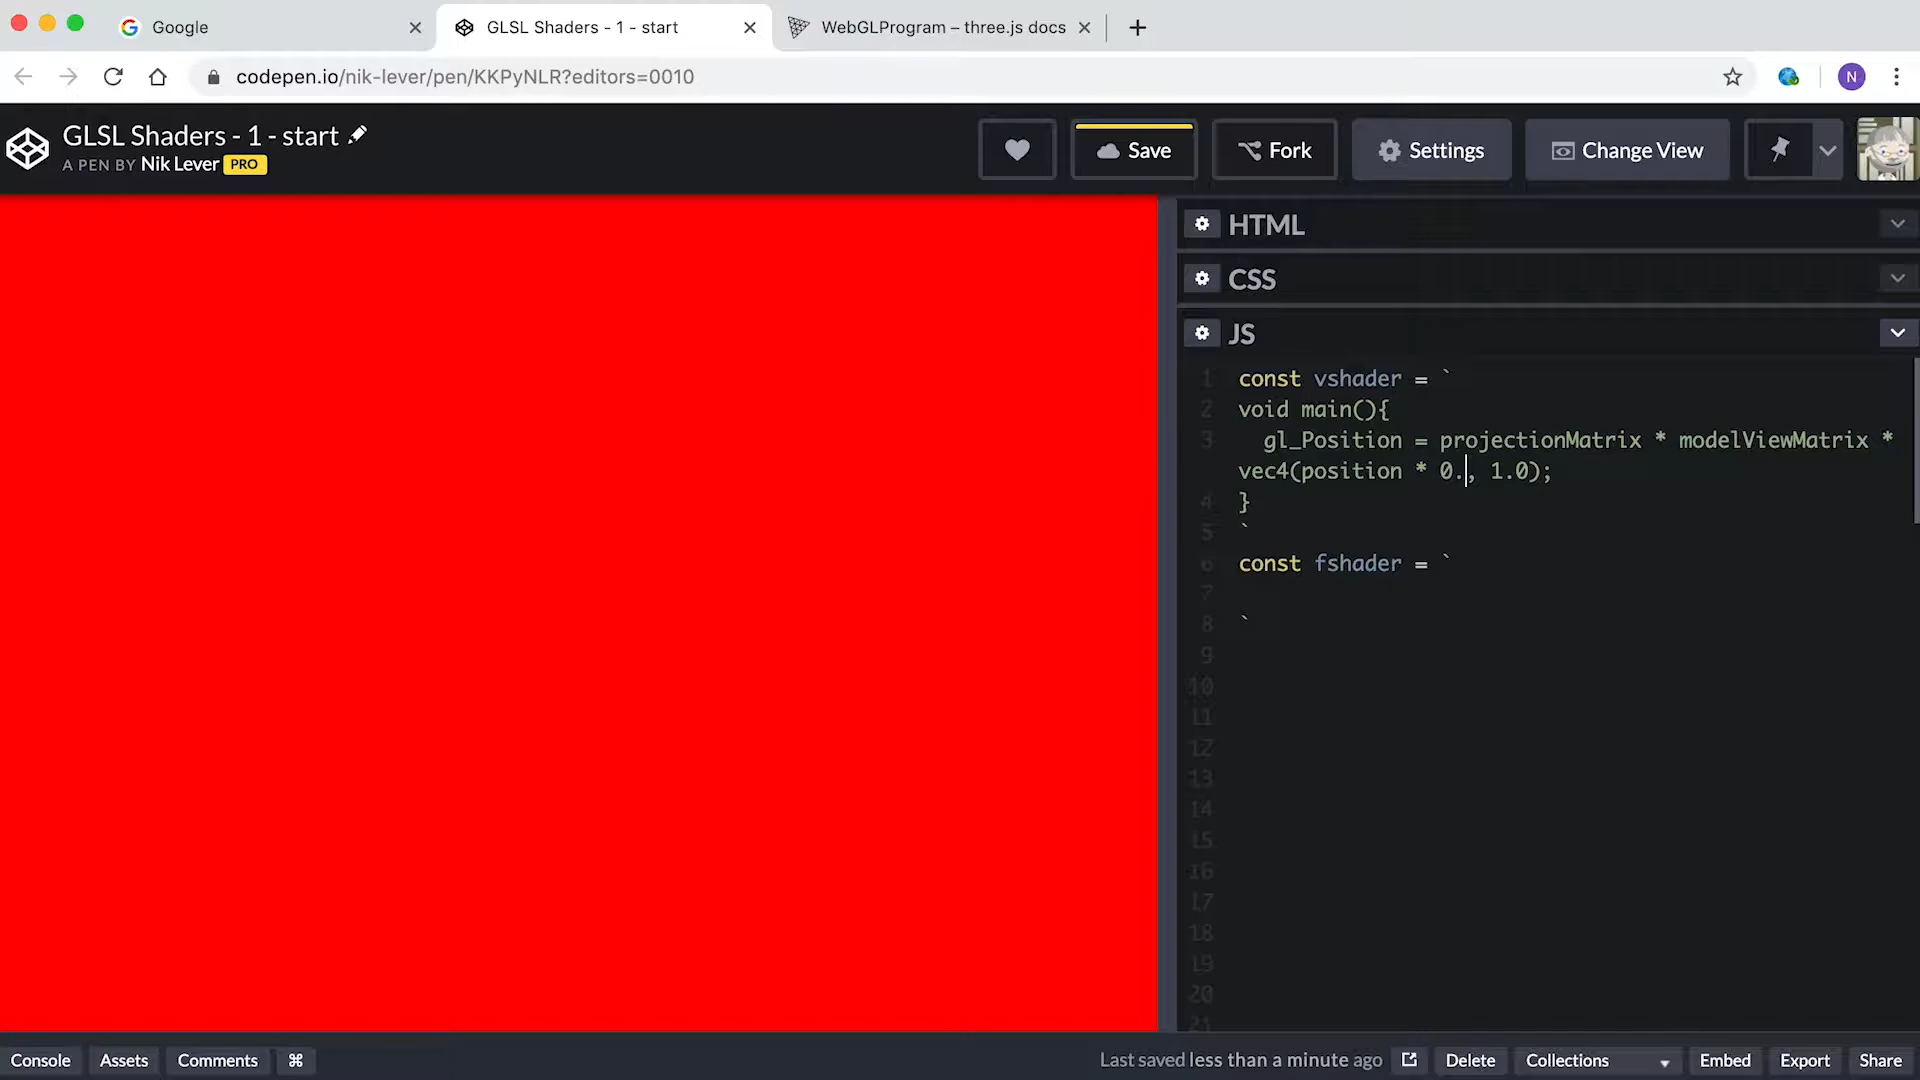 Google
GLSL Shaders - 1 - start
WebGLProgram – three.js docs
codepen.io/nik-lever/pen/KKPyNLR?editors=0010
N
GLSL Shaders - 1 - start
A PEN BY Nik Lever PRO
Save
Fork
Settings
Change View
HTML
CSS
JS
1 const vshader = `
2 void main(){
3 gl_Position = projectionMatrix * modelViewMatrix *
vec4(position * 0., 1.0);
4 }
5 `
6 const fshader = `
7
8 `
9
10
11
12
13
14
15
16
17
18
19
20
21
Console
Assets
Comments
⌘
Last saved less than a minute ago
Delete
Collections
Embed
Export
Share